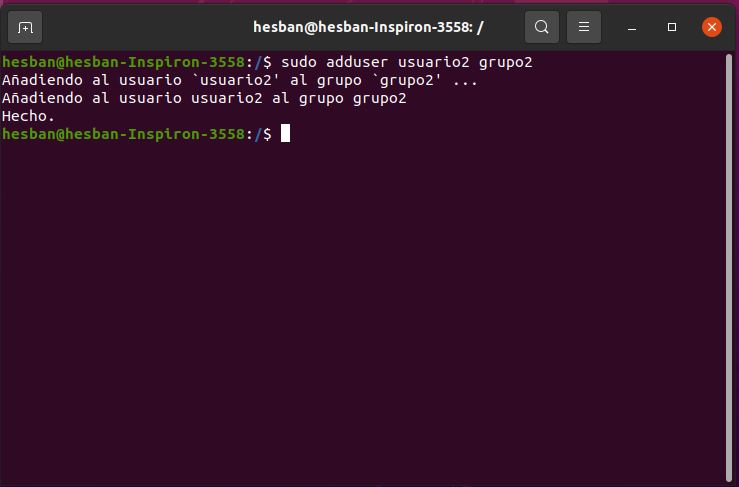 hesban@hesban-Inspiron-3558: /
hesban@hesban-Inspiron-3558:/$ sudo adduser usuario2 grupo2
Añadiendo al usuario `usuario2' al grupo `grupo2' ...
Añadiendo al usuario usuario2 al grupo grupo2
Hecho.
hesban@hesban-Inspiron-3558:/$